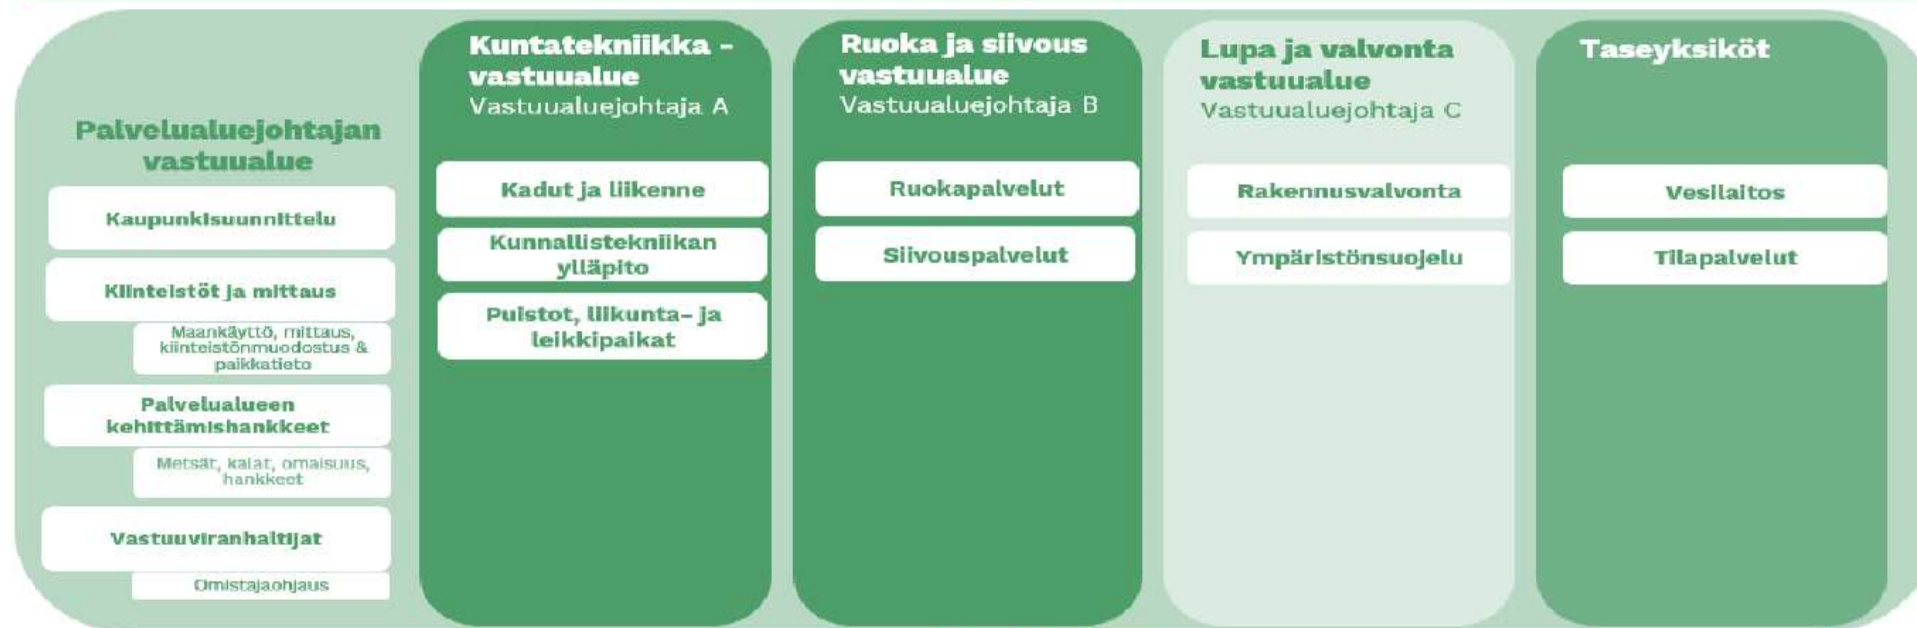 Palvelualuejohtajan
vastuualue
Kaupunkisuunnittelu
Kiinteistöt ja mittaus
Maankäyttö, mittaus,
kiinteistönmuodostus &
paikkatieto
Palvelualueen
kehittämishankkeet
Metsät, kalat, omaisuus,
hankkeet
Vastuuviranhaltijat
Omistajaohjaus
Kuntatekniikka -
vastuualue
Vastuualuejohtaja A
Kadut ja liikenne
Kunnallistekniikan
ylläpito
Puistot, liikunta- ja
leikkipaikat
Ruoka ja siivous
vastuualue
Vastuualuejohtaja B
Ruokapalvelut
Siivouspalvelut
Lupa ja valvonta
vastuualue
Vastuualuejohtaja C
Rakennusvalvonta
Ympäristönsuojelu
Taseyksiköt
Vesilaitos
Tilapalvelut